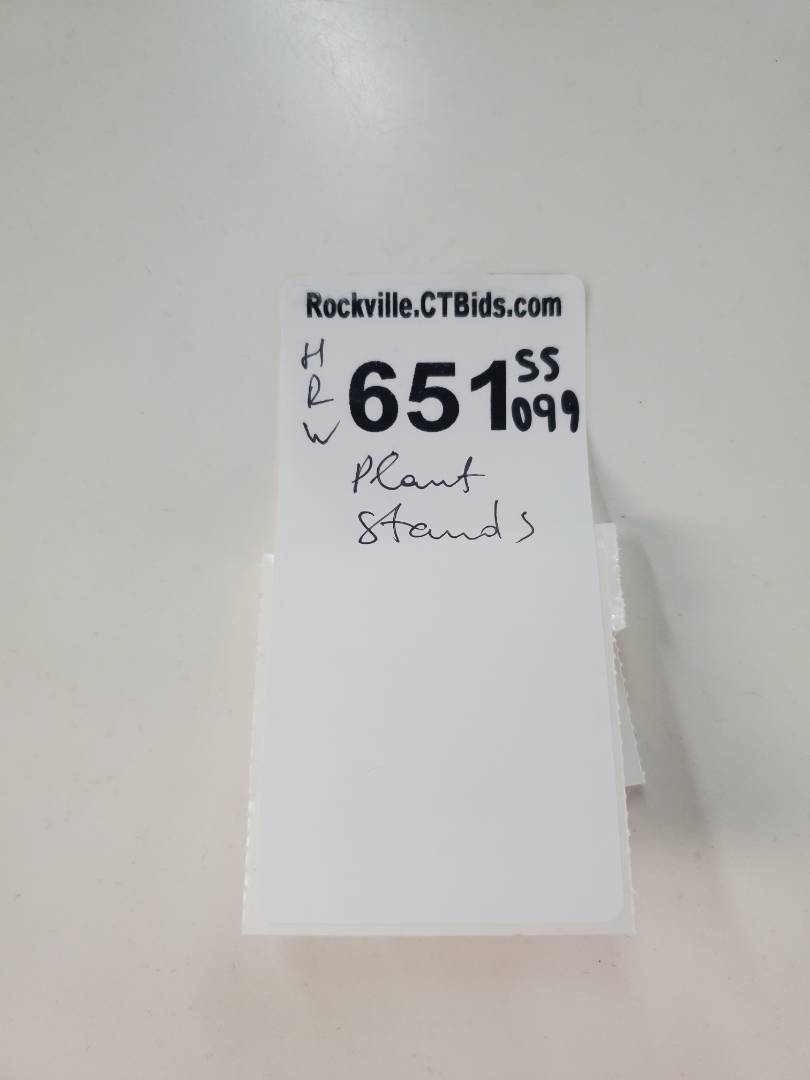 Rockville.CTBids.com
H
R
W
651 SS
099
Plant
Stands